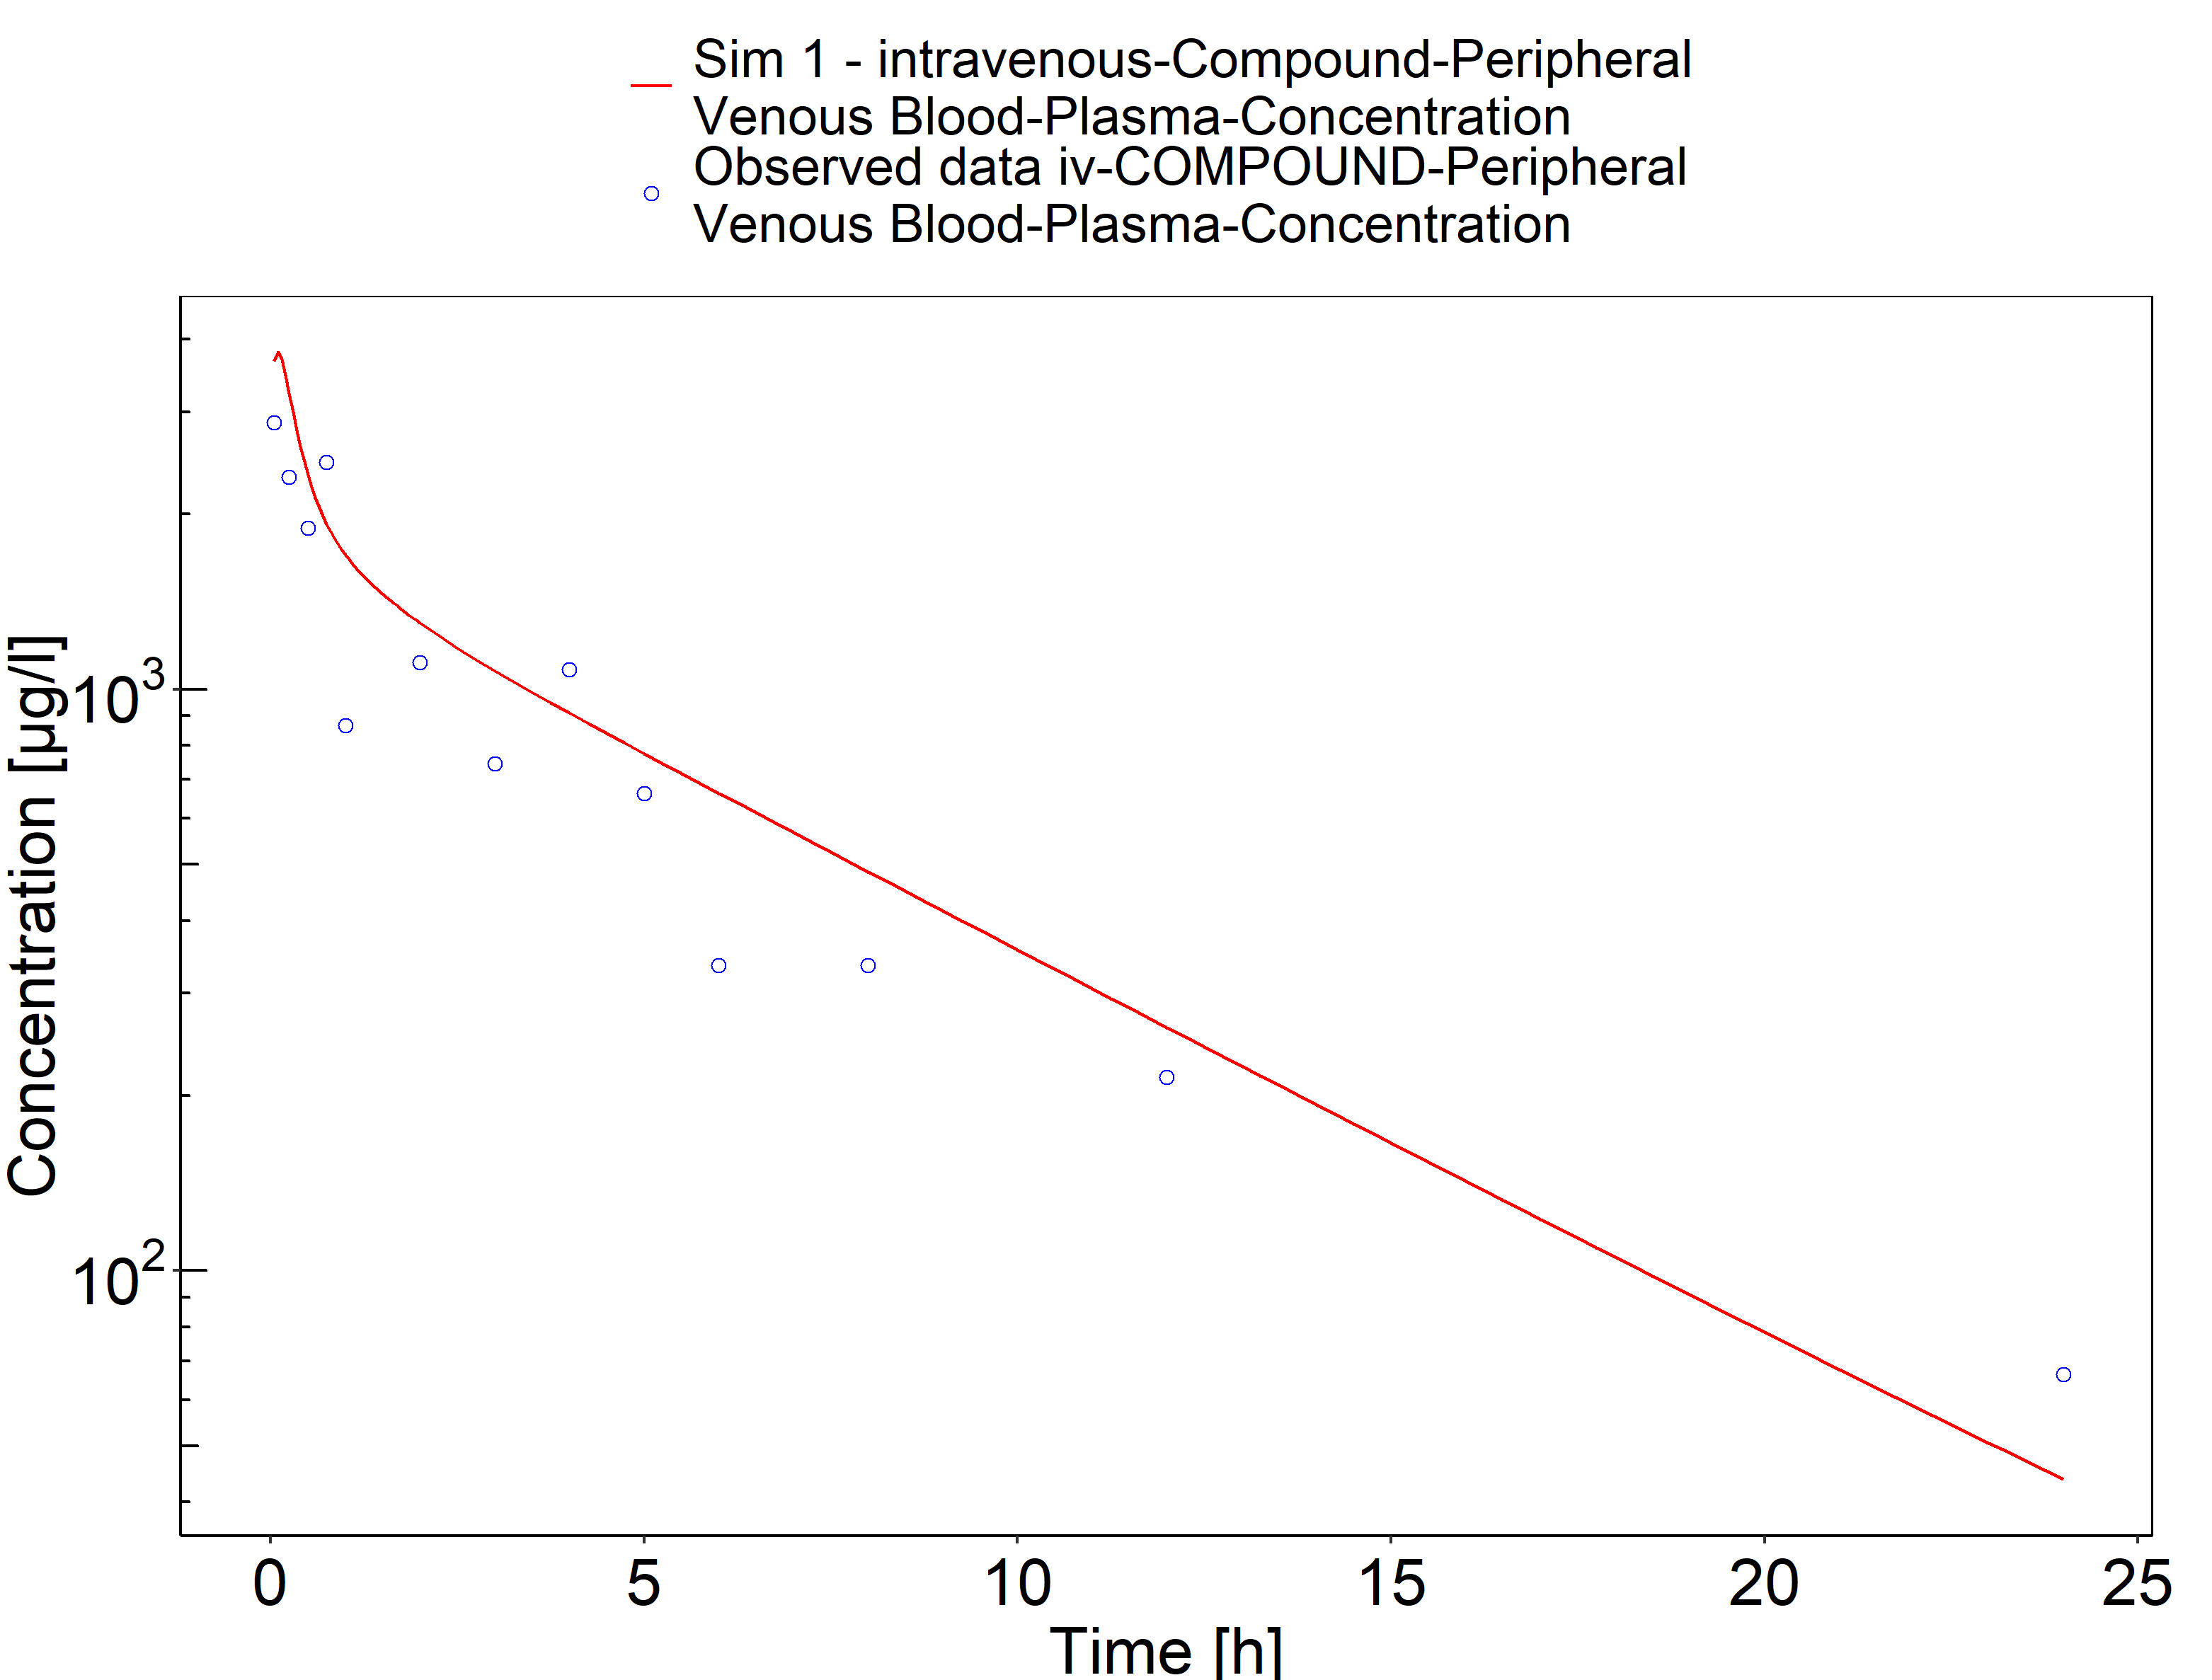 Sim 1 - intravenous-Compound-Peripheral
Venous Blood-Plasma-Concentration
Observed data iv-COMPOUND-Peripheral
Venous Blood-Plasma-Concentration
Concentration [µg/l]
10³
10²
0 5 10 15 20 25
Time [h]